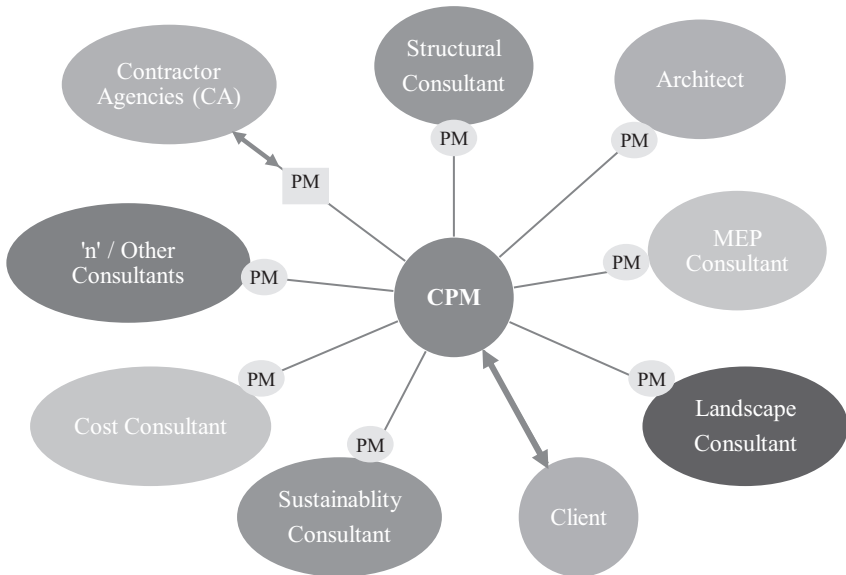 Structural
Consultant
Contractor
Agencies (CA)
Architect
PM
PM
PM
'n' / Other
Consultants
PM
MEP
Consultant
PM
CPM
PM
PM
Cost Consultant
Landscape
Consultant
PM
Sustainablity
Consultant
Client